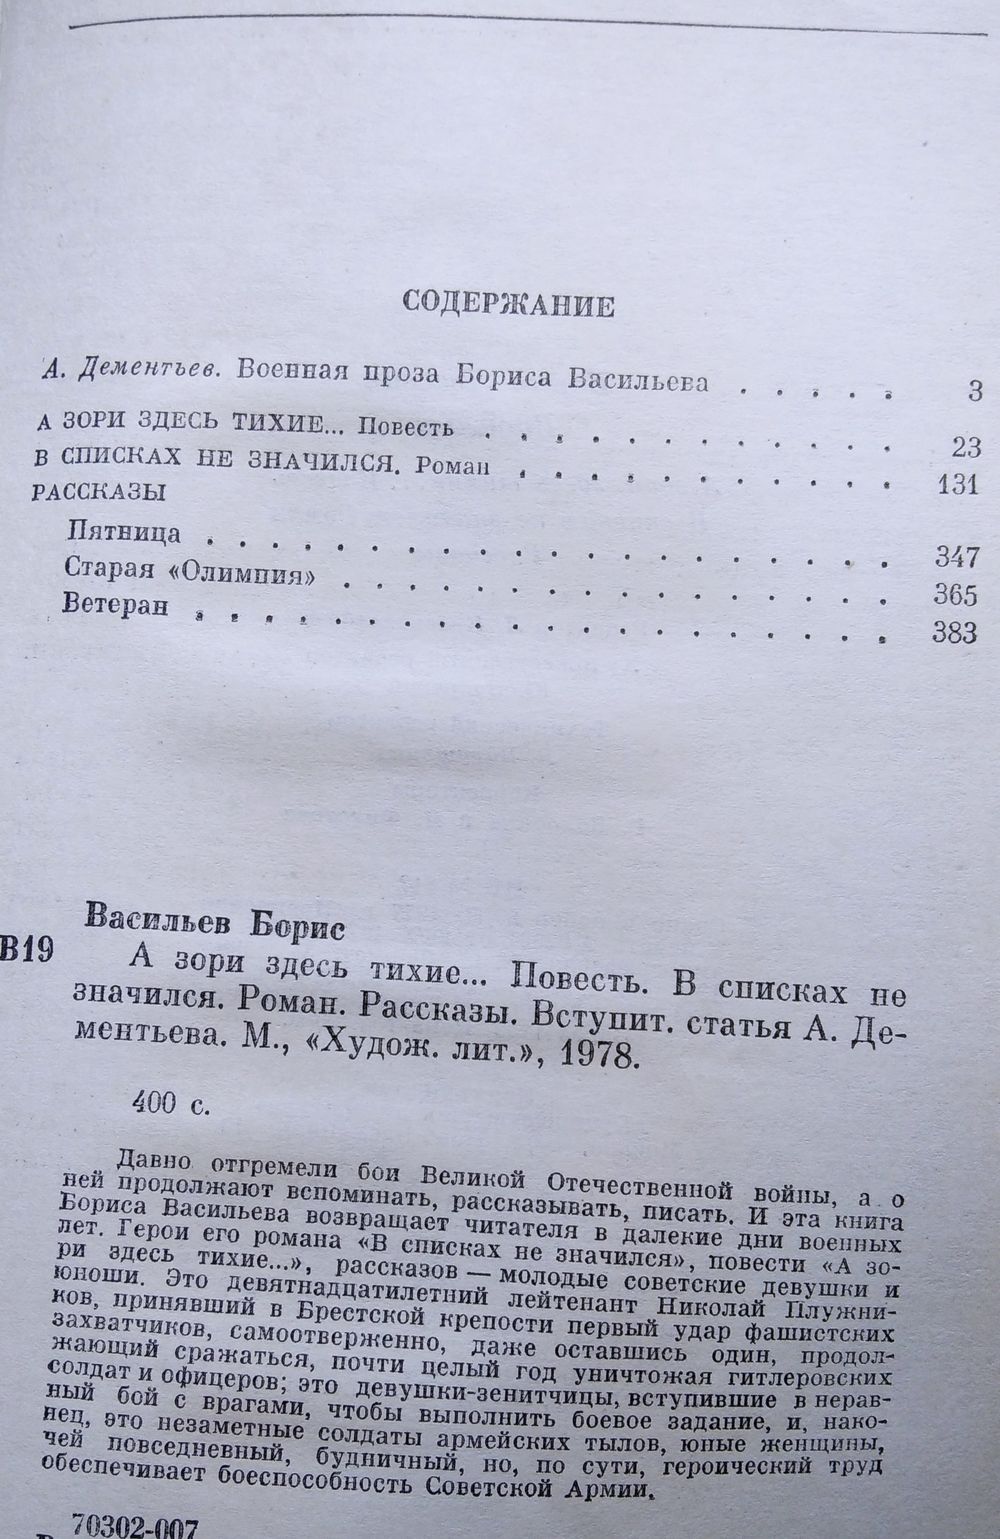 СОДЕРЖАНИЕ
А. Дементьев. Военная проза Бориса Васильева . . . . . 3
А ЗОРИ ЗДЕСЬ ТИХИЕ... Повесть . . . . . . . . . . . . 23
В СПИСКАХ НЕ ЗНАЧИЛСЯ. Роман . . . . . . . . . . . 131
РАССКАЗЫ
Пятница . . . . . . . . . . . . . . . . . . . . 347
Старая «Олимпия» . . . . . . . . . . . . . . . . 365
Ветеран . . . . . . . . . . . . . . . . . . . . 383
Васильев Борис
В19 А зори здесь тихие... Повесть. В списках не
значился. Роман. Рассказы. Вступит. статья А. Де-
ментьева. М., «Худож. лит.», 1978.
400 с.
Давно отгремели бои Великой Отечественной войны, а о
ней продолжают вспоминать, рассказывать, писать. И эта книга
Бориса Васильева возвращает читателя в далекие дни военных
лет. Герои его романа «В списках не значился», повести «А зо-
ри здесь тихие...», рассказов — молодые советские девушки и
юноши. Это девятнадцатилетний лейтенант Николай Плужни-
ков, принявший в Брестской крепости первый удар фашистских
захватчиков, самоотверженно, даже оставшись один, продол-
жающий сражаться, почти целый год уничтожая гитлеровских
солдат и офицеров; это девушки-зенитчицы, вступившие в нерав-
ный бой с врагами, чтобы выполнить боевое задание, и, нако-
нец, это незаметные солдаты армейских тылов, юные женщины,
чей повседневный, будничный, но, по сути, героический труд
обеспечивает боеспособность Советской Армии.
70302-007